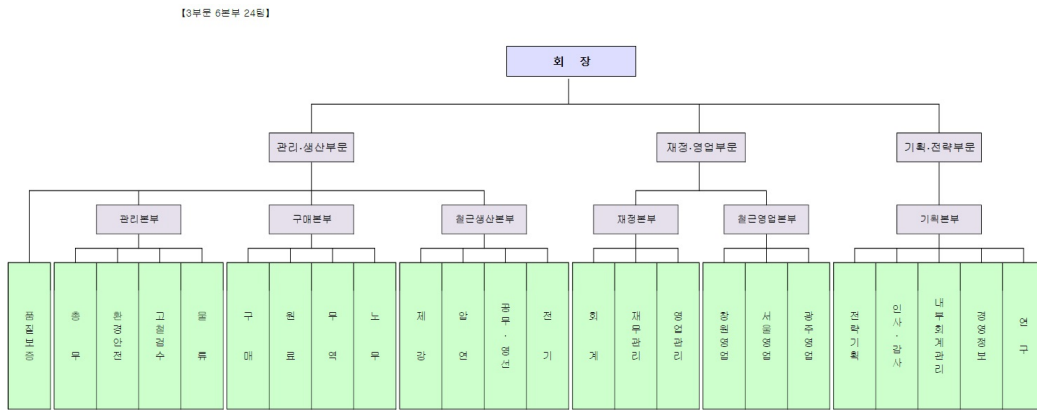 【3부문 6본부 24팀】
회 장
관리·생산부문
재정·영업부문
기획·전략부문
관리본부
구매본부
철근생산본부
재정본부
철근영업본부
기획본부
품질보증
총 무
환경안전
고철검수
물 류
구 매
원 료
무 역
노 무
제 강
압 연
공무·영선
전 기
회 계
재무관리
영업관리
창원영업
서울영업
광주영업
전략기획
인사·감사
내부회계관리
경영정보
연 구